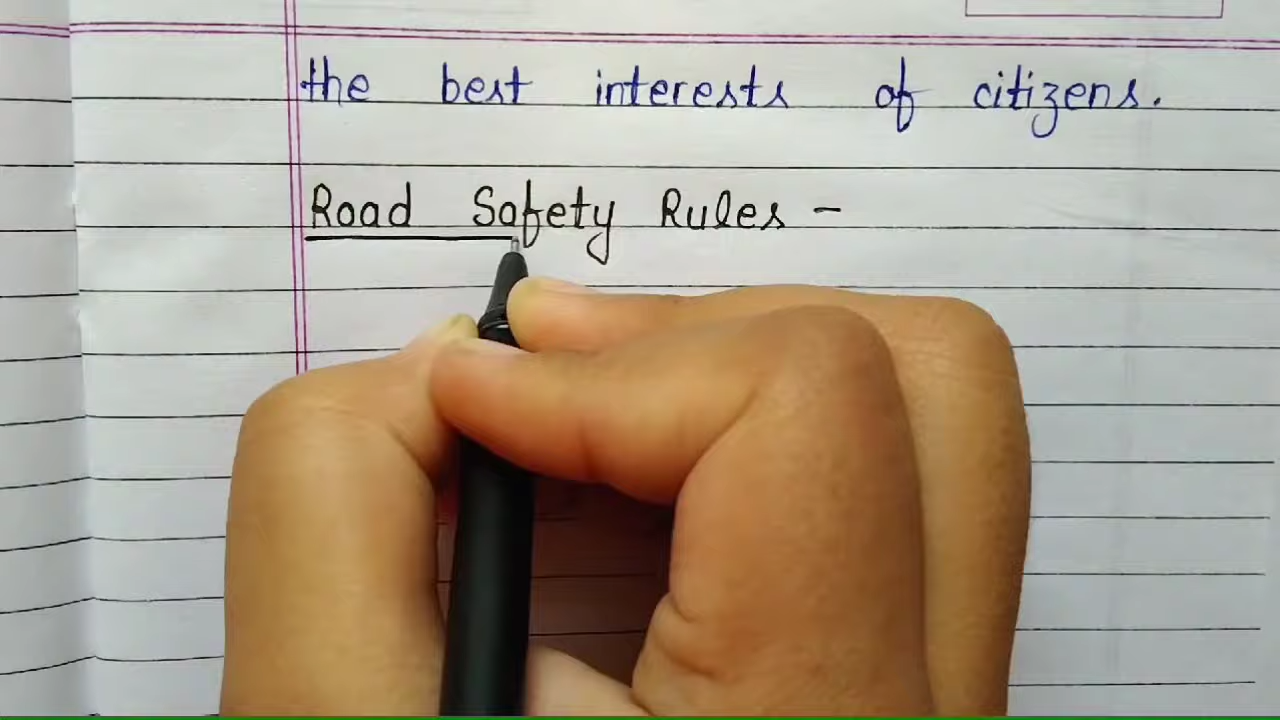 the best interests of citizens.
Road Safety Rules -